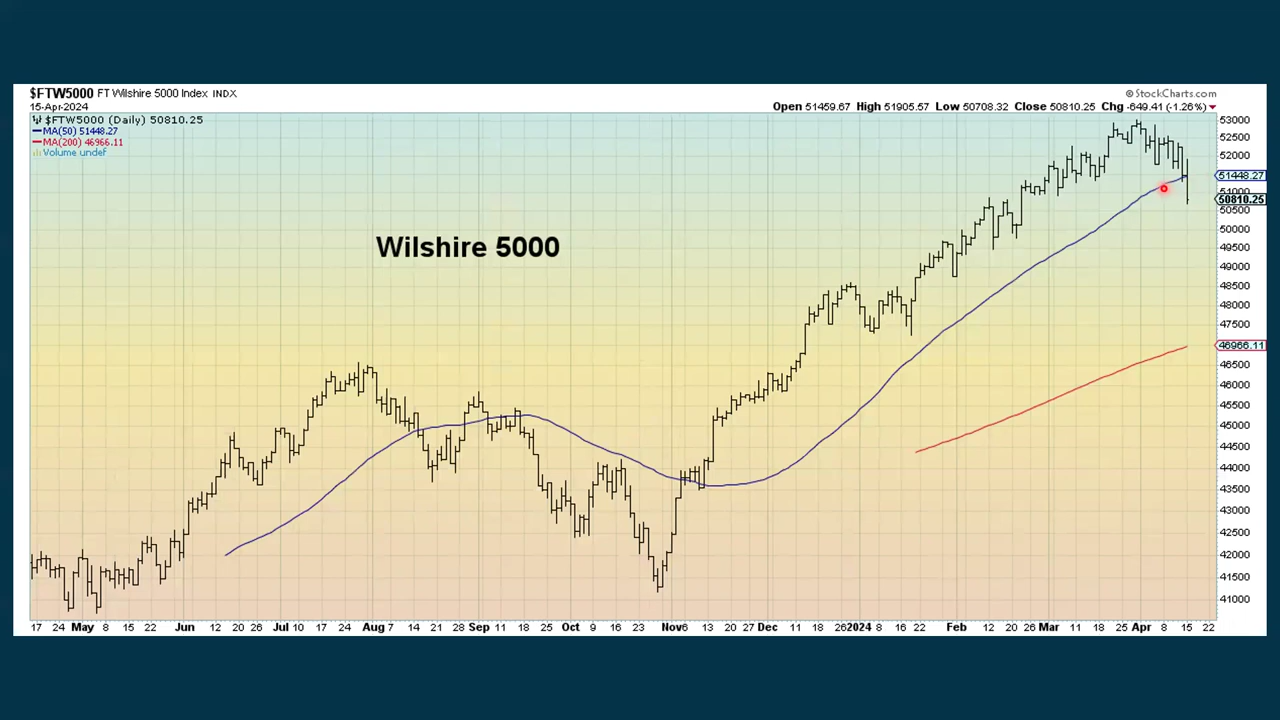 $FTW5000 FT Wilshire 5000 Index INDX
© StockCharts.com
15-Apr-2024
Open 51459.67 High 51905.57 Low 50708.32 Close 50810.25 Chg -649.41 (-1.26%)
$FTW5000 (Daily) 50810.25
MA(50) 51448.27
MA(200) 46966.11
Volume undef
Wilshire 5000
53000
52500
52000
51448.27
51000
50810.25
50500
50000
49500
49000
48500
48000
47500
46966.11
46500
46000
45500
45000
44500
44000
43500
43000
42500
42000
41500
41000
17 24 May 8 15 22 Jun 12 20 26 Jul 10 17 24 Aug 7 14 21 28 Sep 11 18 25 Oct 9 16 23 Nov 6 13 20 27 Dec 11 18 26 2024 8 16 22 Feb 12 20 26 Mar 11 18 25 Apr 8 15 22